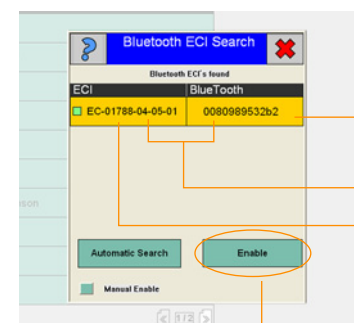 Bluetooth ECI Search
Bluetooth ECI's found
ECI BlueTooth
EC-01788-04-05-01 0080989532b2
son
Automatic Search Enable
Manual Enable
1/2